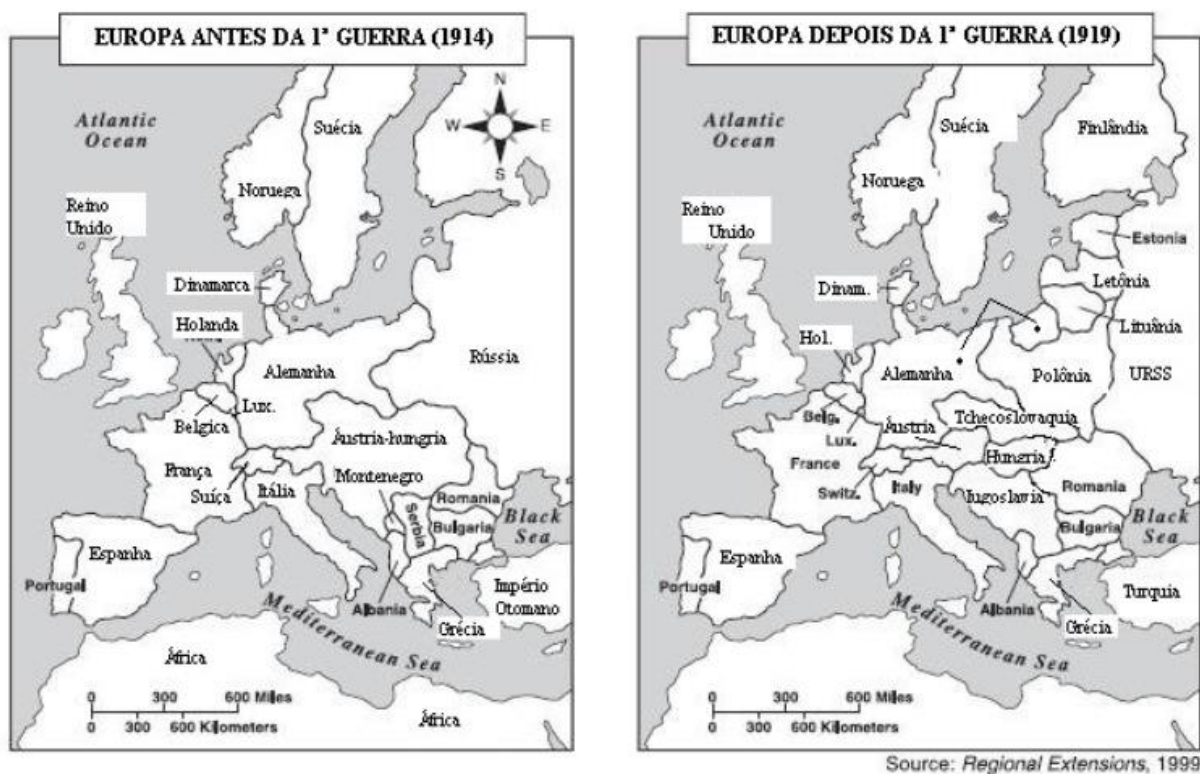 EUROPA ANTES DA 1ª GUERRA (1914)
Atlantic
Ocean
N
W
E
S
Suécia
Noruega
Reino
Unido
Dinamarca
Holanda
Rússia
Alemanha
Lux.
Belgica
Áustria-hungria
França
Montenegro
Suíça
Itália
Romania
Serbia
Bulgaria
Black
Sea
Espanha
Portugal
Império
Otomano
Albania
Mediterranean Sea
Grécia
África
0 300 600 Miles
0 300 600 Kilometers
África
EUROPA DEPOIS DA 1ª GUERRA (1919)
Atlantic
Ocean
Suécia
Finlândia
Noruega
Reino
Unido
Estonia
Dinam.
Letônia
Lituânia
Hol.
Alemanha
Polônia
URSS
Belg.
Tchecoslovaquia
Lux.
Áustria
France
Hungria
Switz.
Italy
Iugoslavia
Romania
Bulgaria
Black
Sea
Espanha
Portugal
Turquia
Albania
Mediterranean Sea
Grécia
0 300 600 Miles
0 300 600 Kilometers
Source: Regional Extensions, 1999